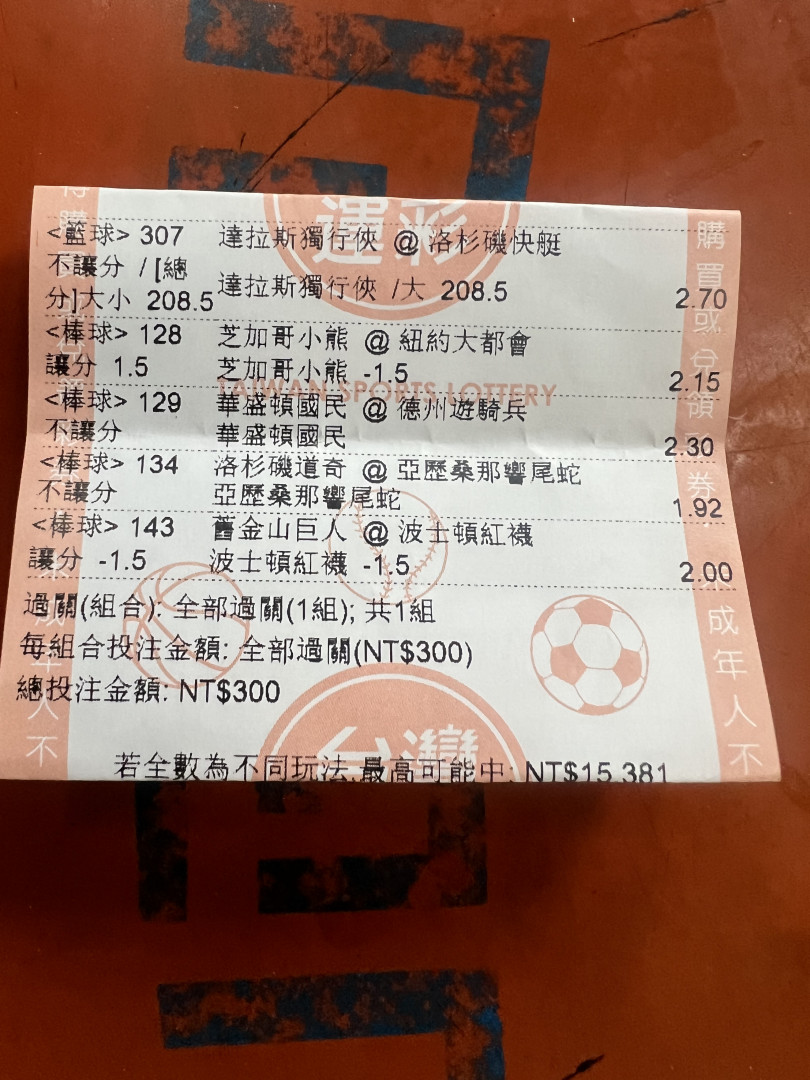 運彩
<籃球> 307 達拉斯獨行俠 @ 洛杉磯快艇
不讓分 / [總
分]大小 208.5 達拉斯獨行俠 /大 208.5 2.70
<棒球> 128 芝加哥小熊 @ 紐約大都會
讓分 1.5 芝加哥小熊 -1.5 2.15
TAIWAN SPORTS LOTTERY
<棒球> 129 華盛頓國民 @ 德州遊騎兵
不讓分 華盛頓國民 2.30
<棒球> 134 洛杉磯道奇 @ 亞歷桑那響尾蛇
不讓分 亞歷桑那響尾蛇 1.92
<棒球> 143 舊金山巨人 @ 波士頓紅襪
讓分 -1.5 波士頓紅襪 -1.5 2.00
過關(組合): 全部過關(1組); 共1組
每組合投注金額: 全部過關(NT$300)
總投注金額: NT$300
台灣
若全數為不同玩法,最高可能中: NT$15,381
購買或兌領
券
成年人不